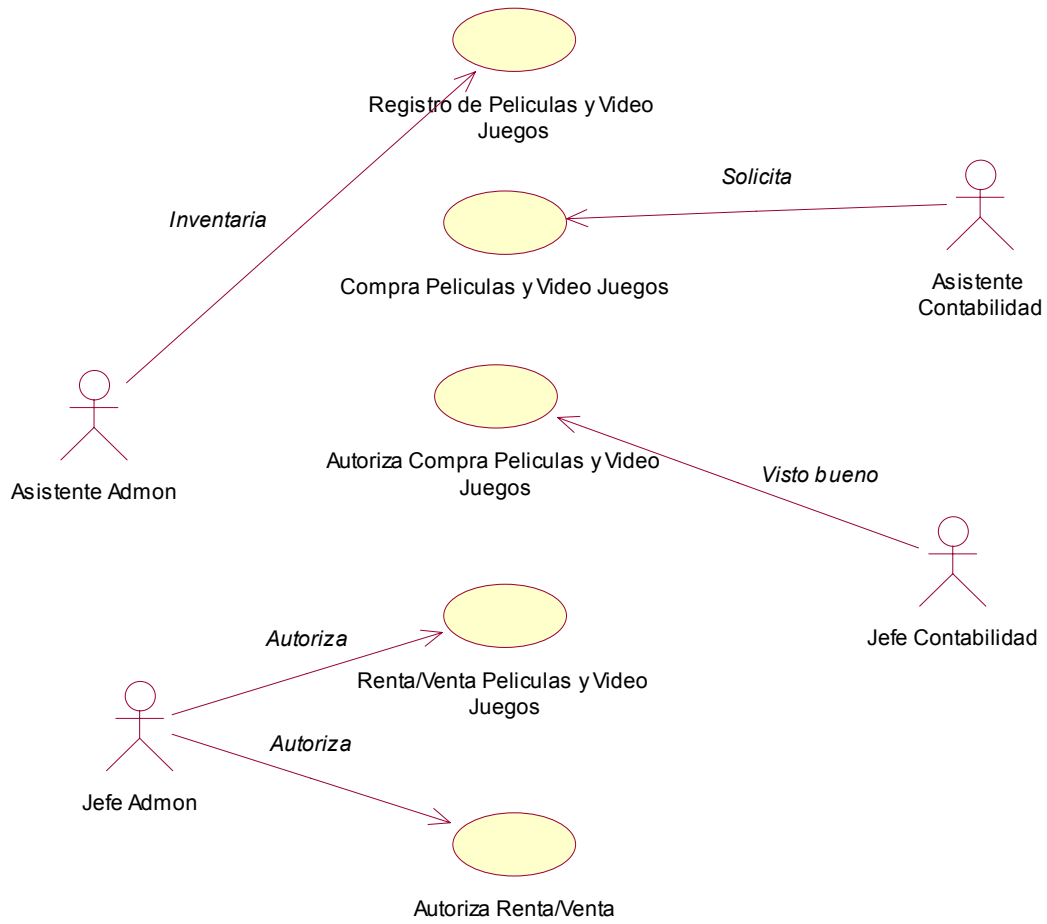 Registro de Peliculas y Video
Juegos
Solicita
Inventaria
Compra Peliculas y Video Juegos
Asistente
Contabilidad
Autoriza Compra Peliculas y Video
Juegos
Visto bueno
Asistente Admon
Jefe Contabilidad
Autoriza
Renta/Venta Peliculas y Video
Juegos
Autoriza
Jefe Admon
Autoriza Renta/Venta